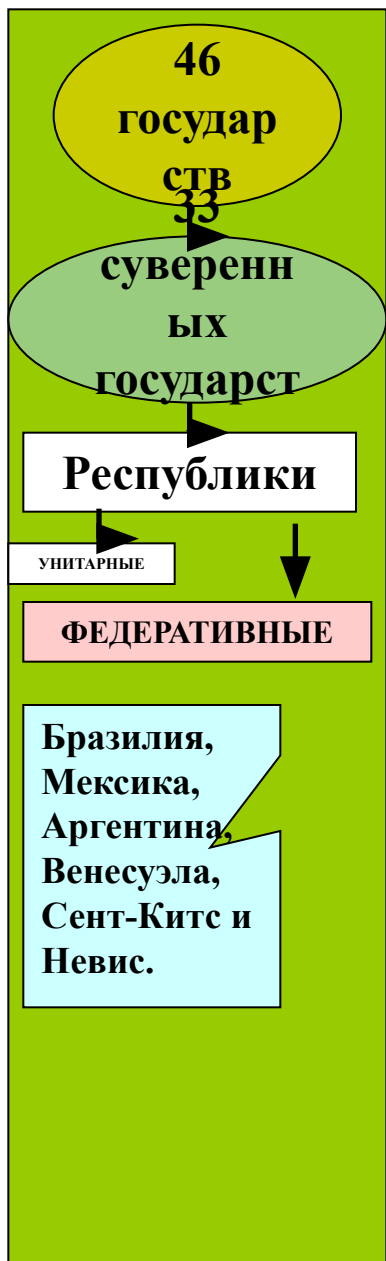 46
государ
ств
33
суверенн
ых
государст
Республики
УНИТАРНЫЕ
ФЕДЕРАТИВНЫЕ
Бразилия,
Мексика,
Аргентина,
Венесуэла,
Сент-Китс и
Невис.